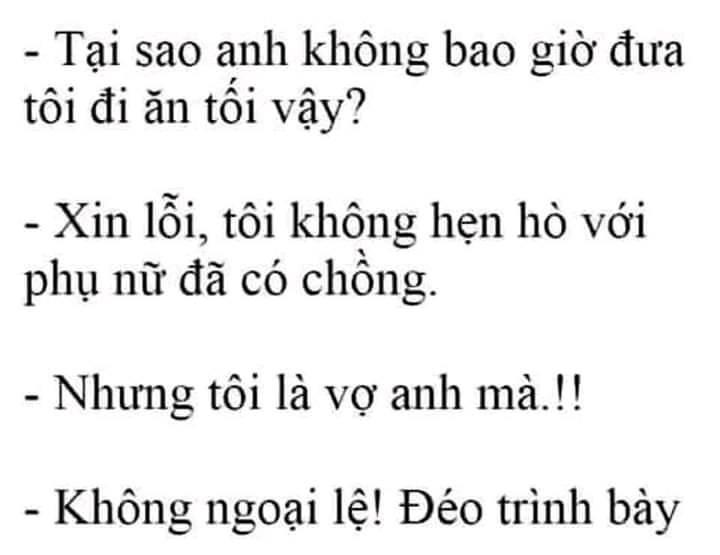 - Tại sao anh không bao giờ đưa
tôi đi ăn tối vậy?
- Xin lỗi, tôi không hẹn hò với
phụ nữ đã có chồng.
- Nhưng tôi là vợ anh mà.!!
- Không ngoại lệ! Đéo trình bày